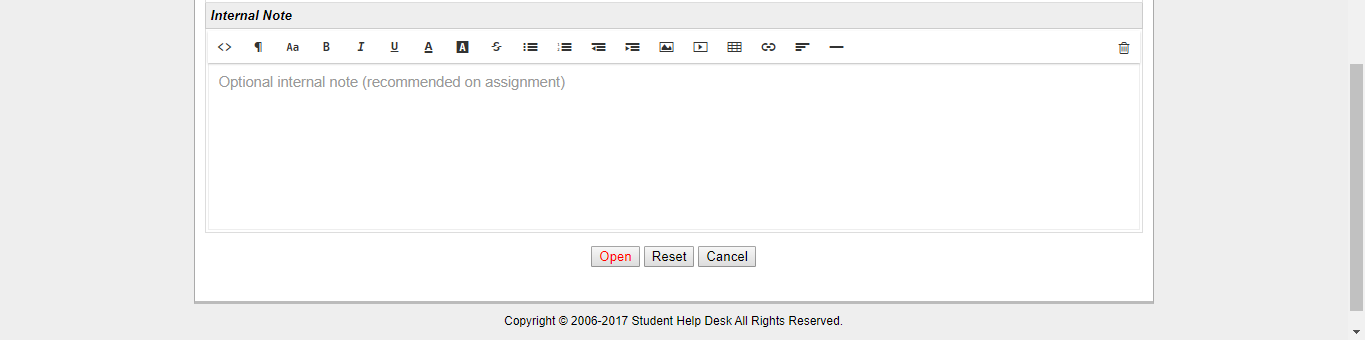 Internal Note
<> ¶ Aa B I U A A S
Optional internal note (recommended on assignment)
Open Reset Cancel
Copyright © 2006-2017 Student Help Desk All Rights Reserved.